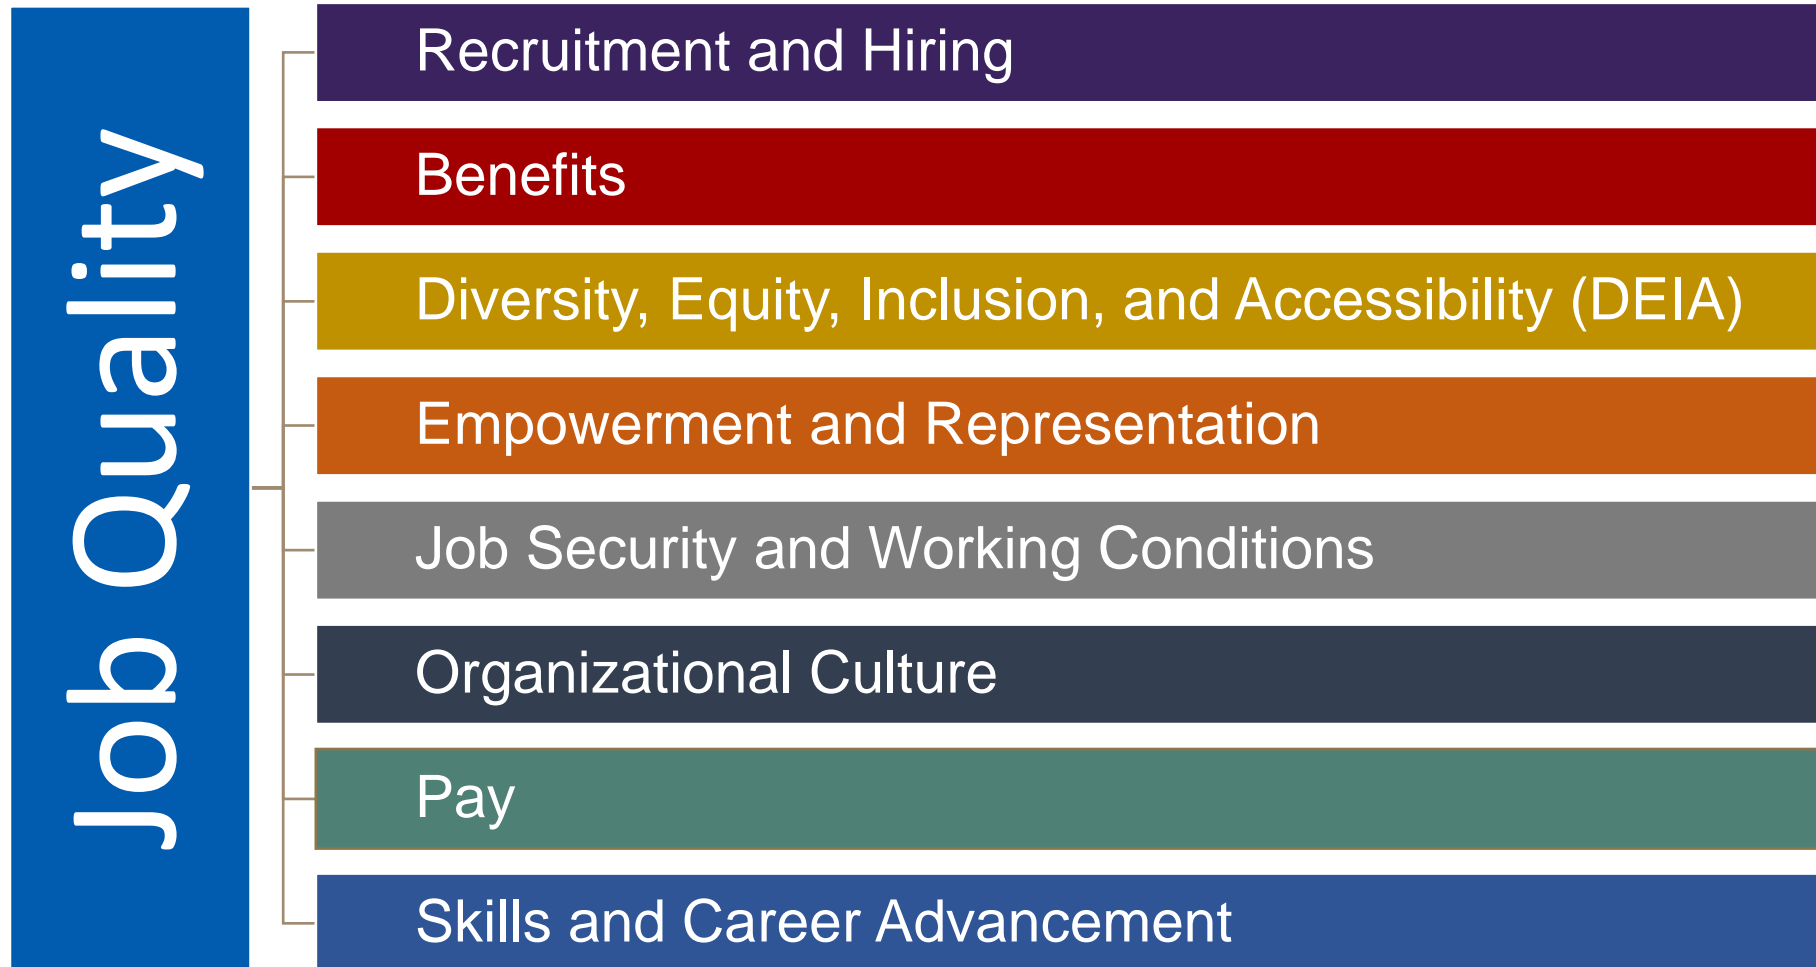 Job Quality
Recruitment and Hiring
Benefits
Diversity, Equity, Inclusion, and Accessibility (DEIA)
Empowerment and Representation
Job Security and Working Conditions
Organizational Culture
Pay
Skills and Career Advancement